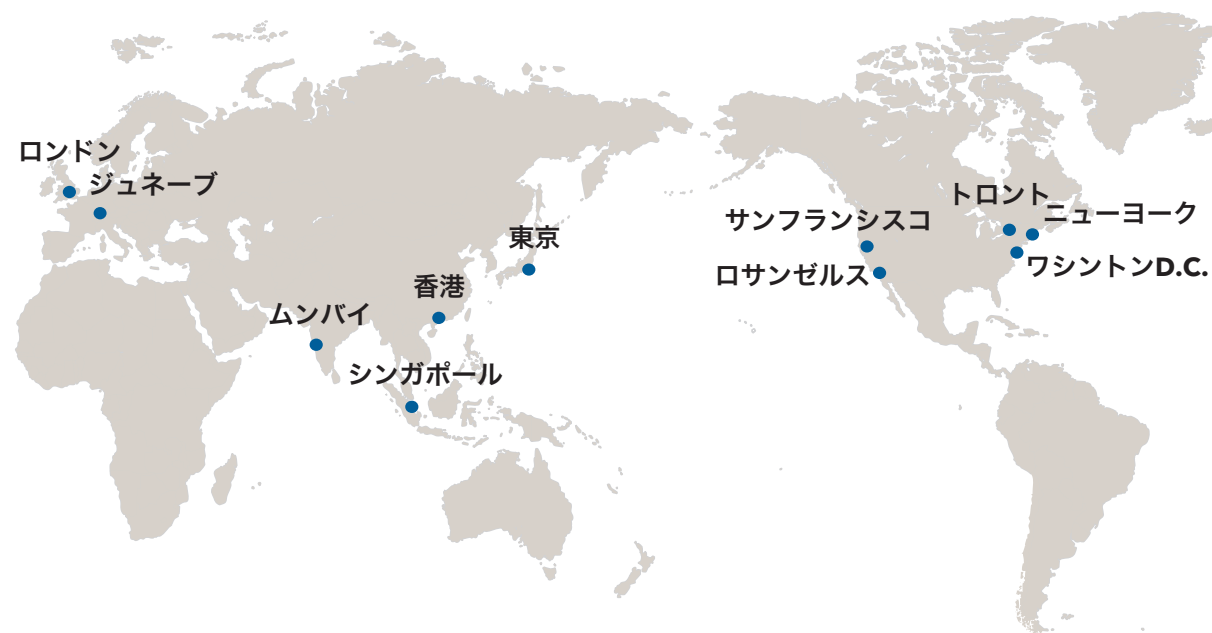 ロンドン
ジュネーブ
トロント
ニューヨーク
サンフランシスコ
東京
ワシントンD.C.
ロサンゼルス
香港
ムンバイ
シンガポール